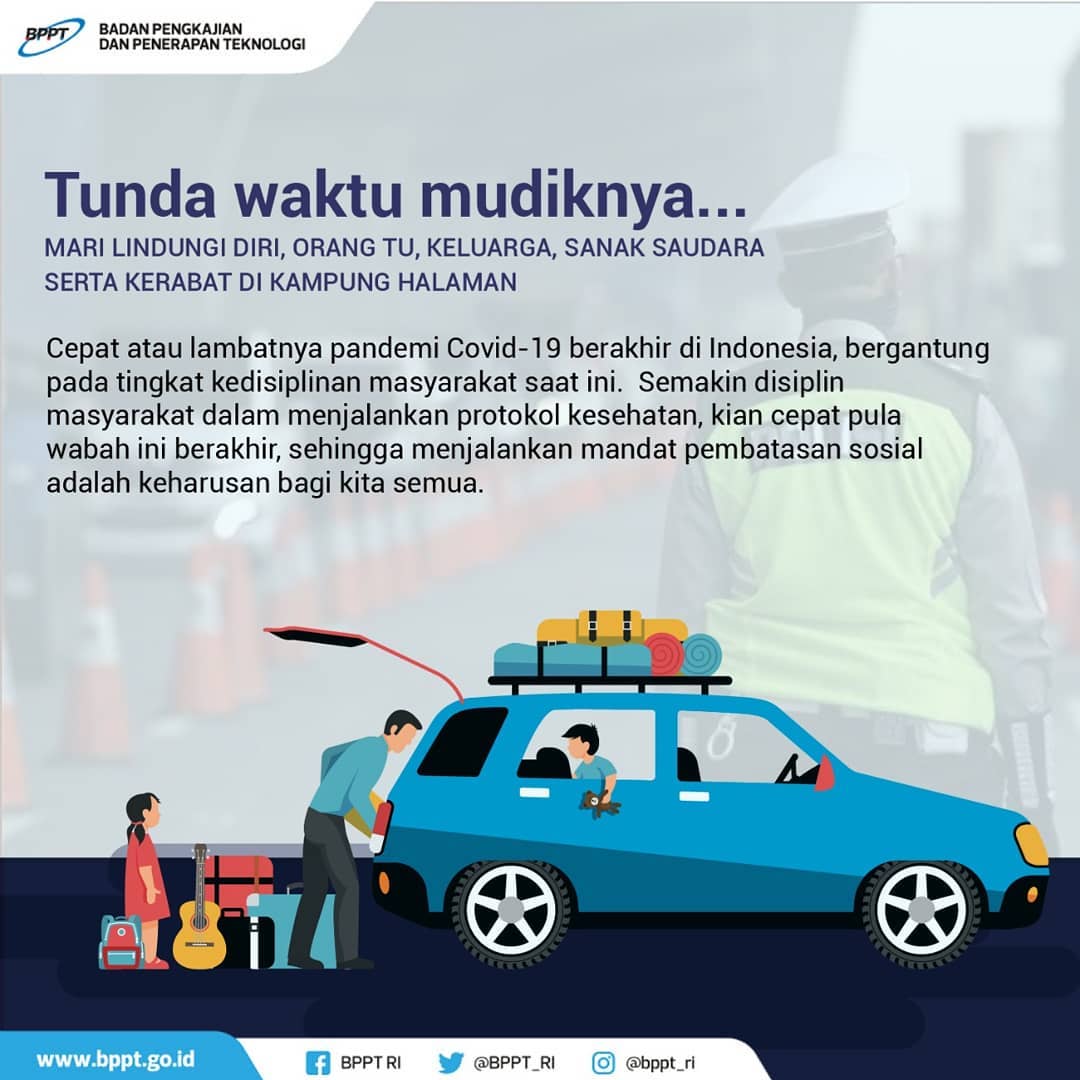 BPPT
BADAN PENGKAJIAN
DAN PENERAPAN TEKNOLOGI
Tunda waktu mudiknya...
MARI LINDUNGI DIRI, ORANG TU, KELUARGA, SANAK SAUDARA
SERTA KERABAT DI KAMPUNG HALAMAN
Cepat atau lambatnya pandemi Covid-19 berakhir di Indonesia, bergantung
pada tingkat kedisiplinan masyarakat saat ini.  Semakin disiplin
masyarakat dalam menjalankan protokol kesehatan, kian cepat pula
wabah ini berakhir, sehingga menjalankan mandat pembatasan sosial
adalah keharusan bagi kita semua.
www.bppt.go.id
BPPT RI
@BPPT_RI
@bppt_ri